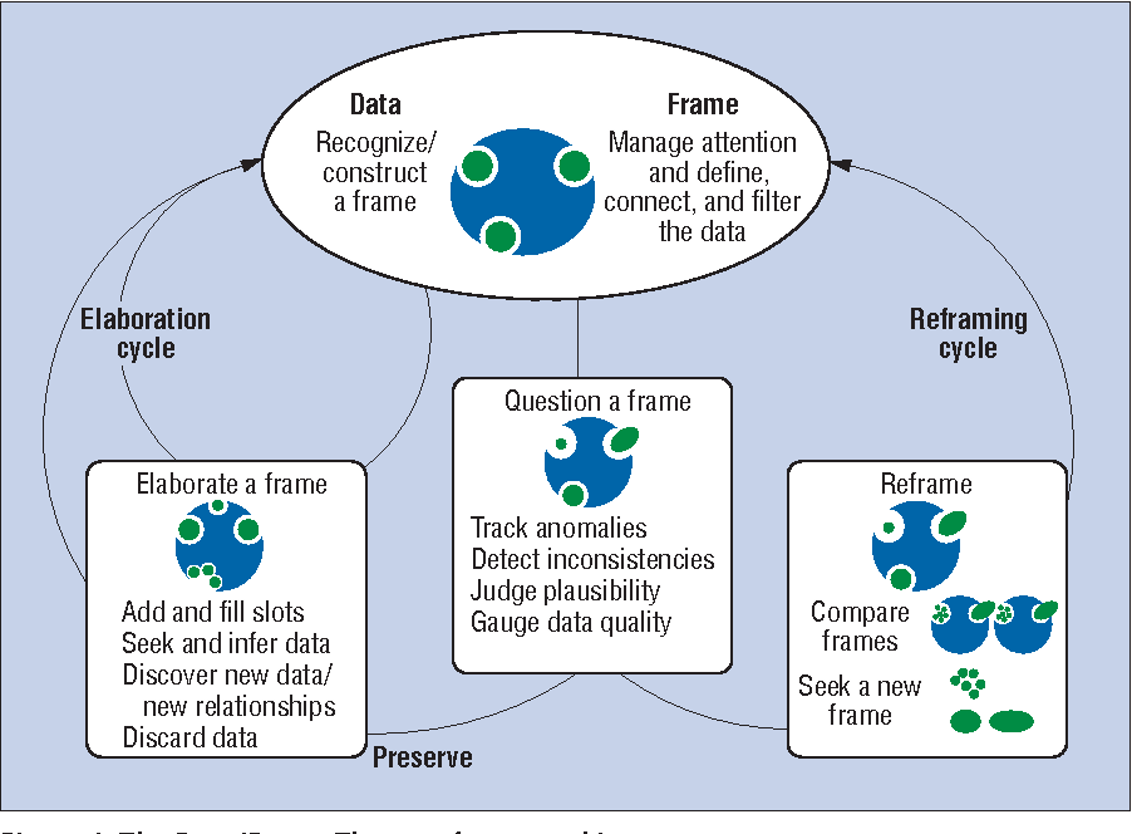 Data
Recognize/
construct
a frame
Frame
Manage attention
and define,
connect, and filter
the data
Elaboration
cycle
Reframing
cycle
Question a frame
Track anomalies
Detect inconsistencies
Judge plausibility
Gauge data quality
Elaborate a frame
Add and fill slots
Seek and infer data
Discover new data/
new relationships
Discard data
Reframe
Compare
frames
Seek a new
frame
Preserve